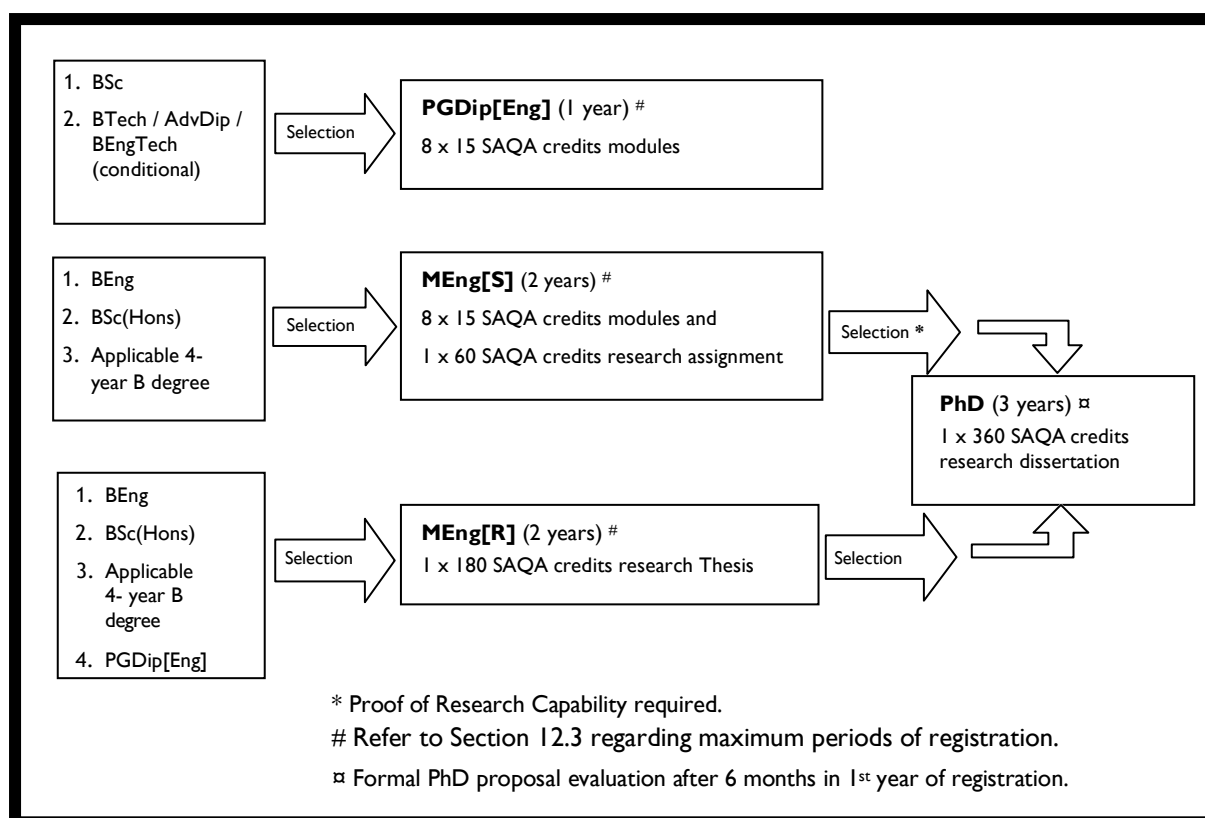 1. BSc
2. BTech / AdvDip /
BEngTech
(conditional)
Selection
PGDip[Eng] (1 year) #
8 x 15 SAQA credits modules
1. BEng
2. BSc(Hons)
3. Applicable 4-
year B degree
Selection
MEng[S] (2 years) #
8 x 15 SAQA credits modules and
1 x 60 SAQA credits research assignment
Selection *
PhD (3 years) ¤
1 x 360 SAQA credits
research dissertation
1. BEng
2. BSc(Hons)
3. Applicable
4- year B
degree
4. PGDip[Eng]
Selection
MEng[R] (2 years) #
1 x 180 SAQA credits research Thesis
Selection
* Proof of Research Capability required.
# Refer to Section 12.3 regarding maximum periods of registration.
¤ Formal PhD proposal evaluation after 6 months in 1st year of registration.